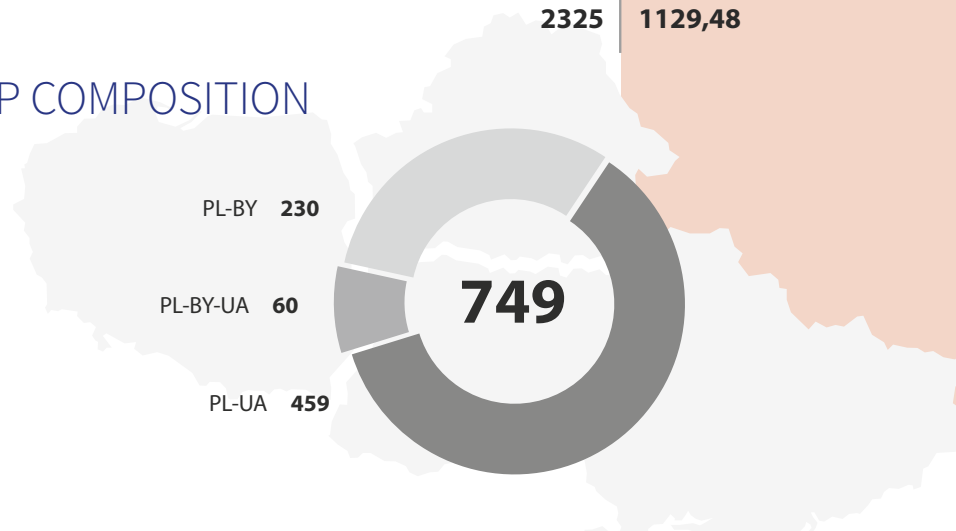 2325 1129,48
P COMPOSITION
PL-BY 230
749
PL-BY-UA 60
PL-UA 459